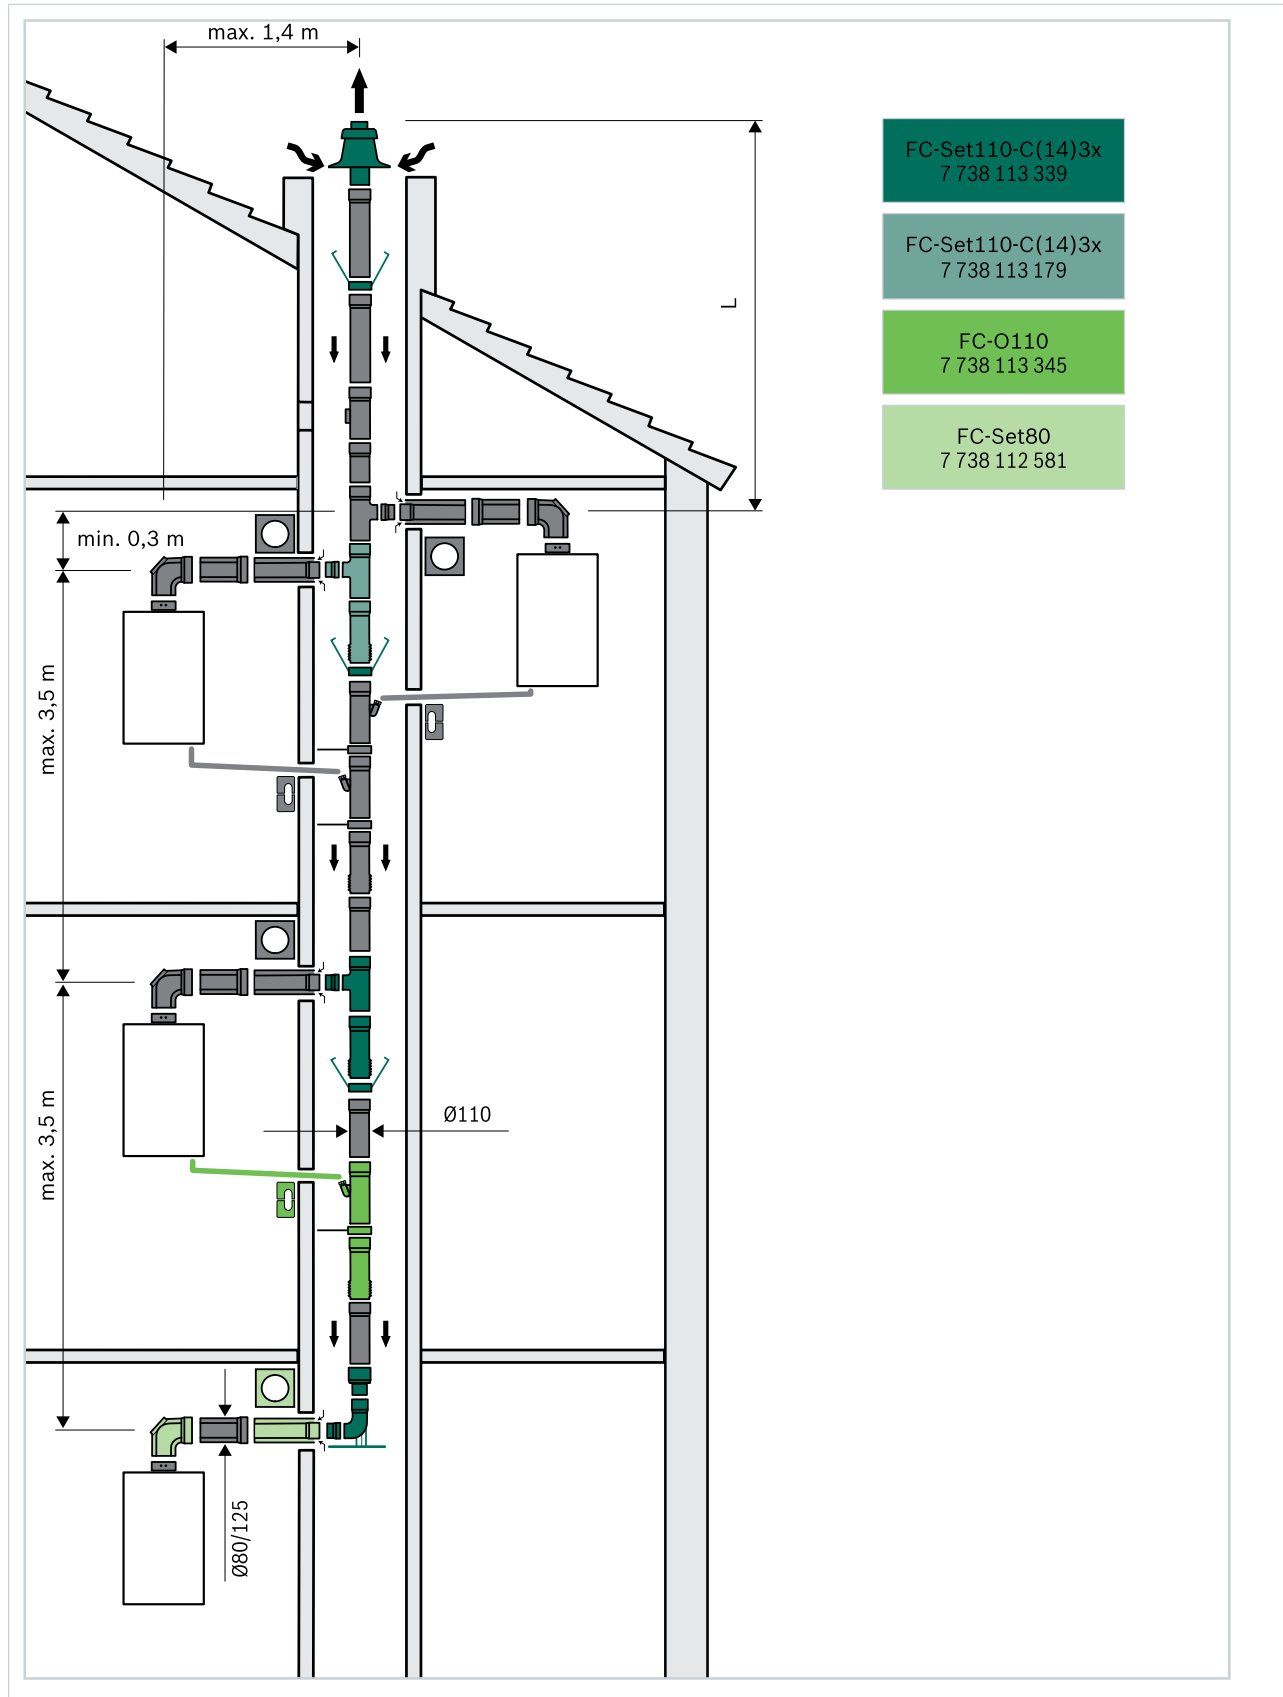 max. 1,4 m
FC-Set110-C(14)3x
7 738 113 339
FC-Set110-C(14)3x
7 738 113 179
L
FC-O110
7 738 113 345
FC-Set80
7 738 112 581
min. 0,3 m
max. 3,5 m
Ø110
max. 3,5 m
Ø80/125